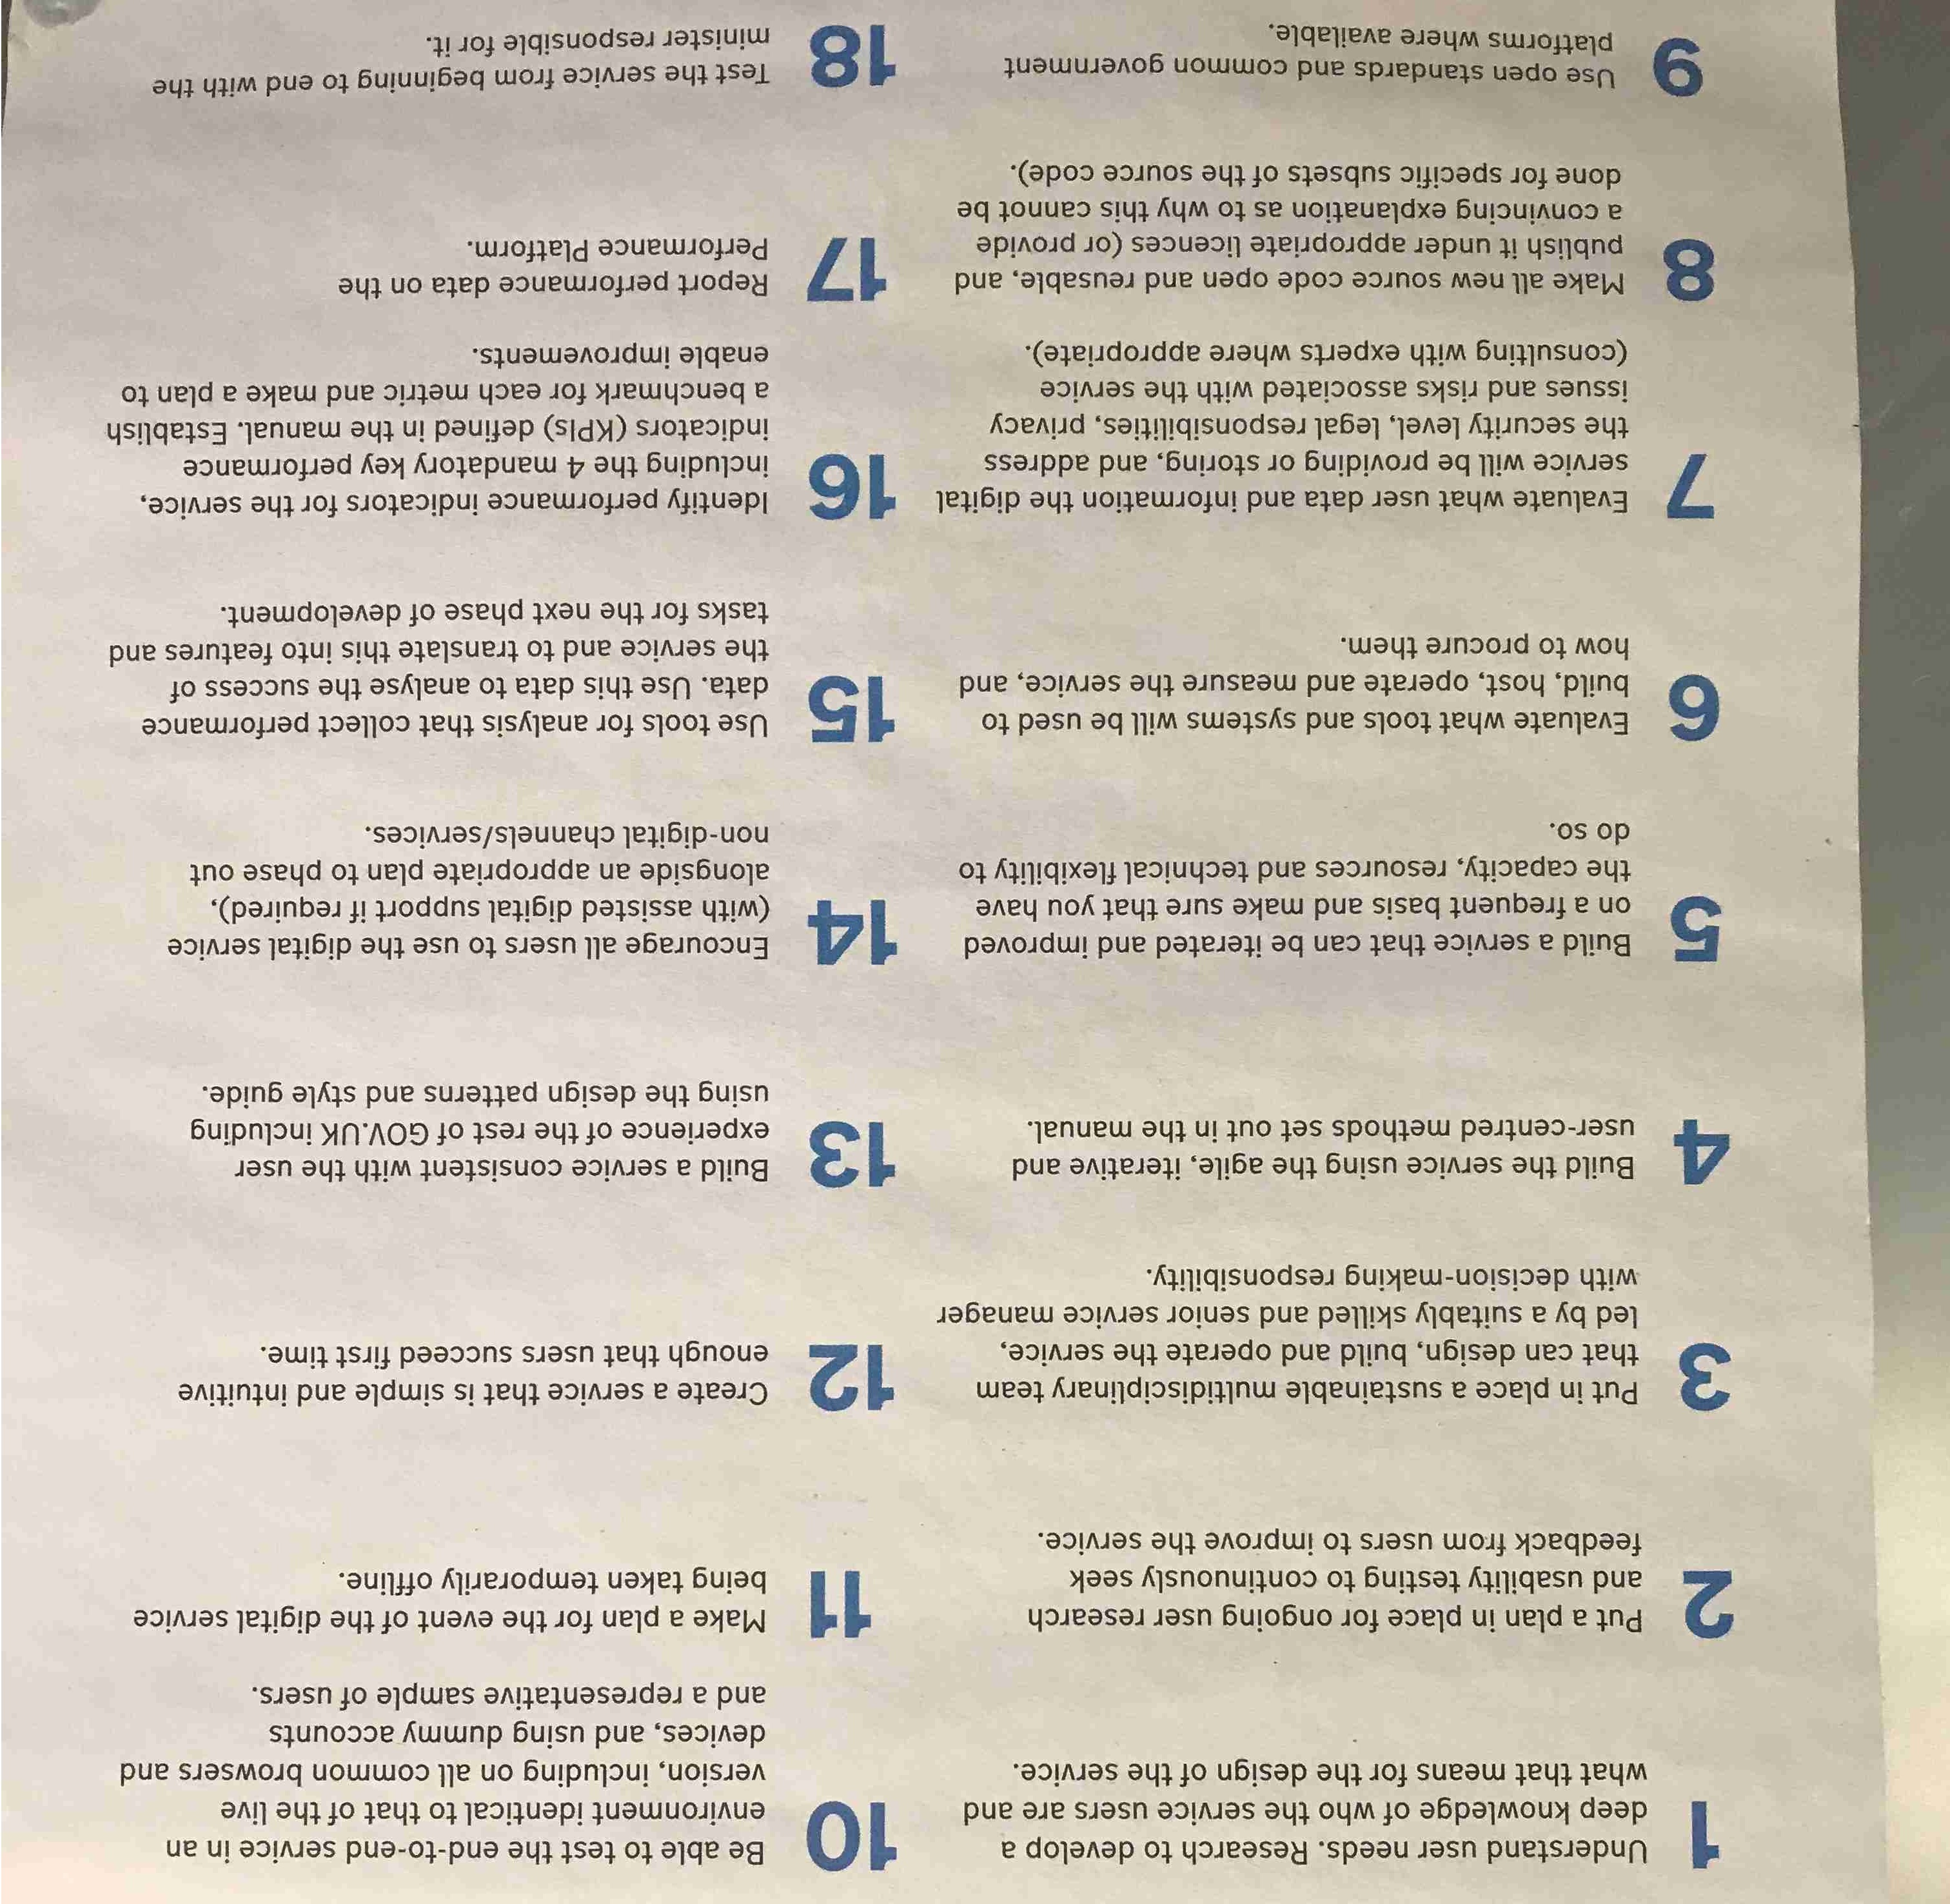 1
Understand user needs. Research to develop a
deep knowledge of who the service users are and
what that means for the design of the service.
2
Put a plan in place for ongoing user research
and usability testing to continuously seek
feedback from users to improve the service.
3
Put in place a sustainable multidisciplinary team
that can design, build and operate the service,
led by a suitably skilled and senior service manager
with decision-making responsibility.
4
Build the service using the agile, iterative and
user-centred methods set out in the manual.
5
Build a service that can be iterated and improved
on a frequent basis and make sure that you have
the capacity, resources and technical flexibility to
do so.
6
Evaluate what tools and systems will be used to
build, host, operate and measure the service, and
how to procure them.
7
Evaluate what user data and information the digital
service will be providing or storing, and address
the security level, legal responsibilities, privacy
issues and risks associated with the service
(consulting with experts where appropriate).
8
Make all new source code open and reusable, and
publish it under appropriate licences (or provide
a convincing explanation as to why this cannot be
done for specific subsets of the source code).
9
Use open standards and common government
platforms where available.
10
Be able to test the end-to-end service in an
environment identical to that of the live
version, including on all common browsers and
devices, and using dummy accounts
and a representative sample of users.
11
Make a plan for the event of the digital service
being taken temporarily offline.
12
Create a service that is simple and intuitive
enough that users succeed first time.
13
Build a service consistent with the user
experience of the rest of GOV.UK including
using the design patterns and style guide.
14
Encourage all users to use the digital service
(with assisted digital support if required),
alongside an appropriate plan to phase out
non-digital channels/services.
15
Use tools for analysis that collect performance
data. Use this data to analyse the success of
the service and to translate this into features and
tasks for the next phase of development.
16
Identify performance indicators for the service,
including the 4 mandatory key performance
indicators (KPIs) defined in the manual. Establish
a benchmark for each metric and make a plan to
enable improvements.
17
Report performance data on the
Performance Platform.
18
Test the service from beginning to end with the
minister responsible for it.